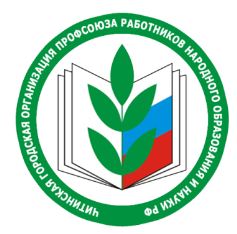 ЧИТИНСКАЯ ГОРОДСКАЯ ОРГАНИЗАЦИЯ ПРОФСОЮЗА РАБОТНИКОВ НАРОДНОГО ОБРАЗОВАНИЯ И НАУКИ РФ